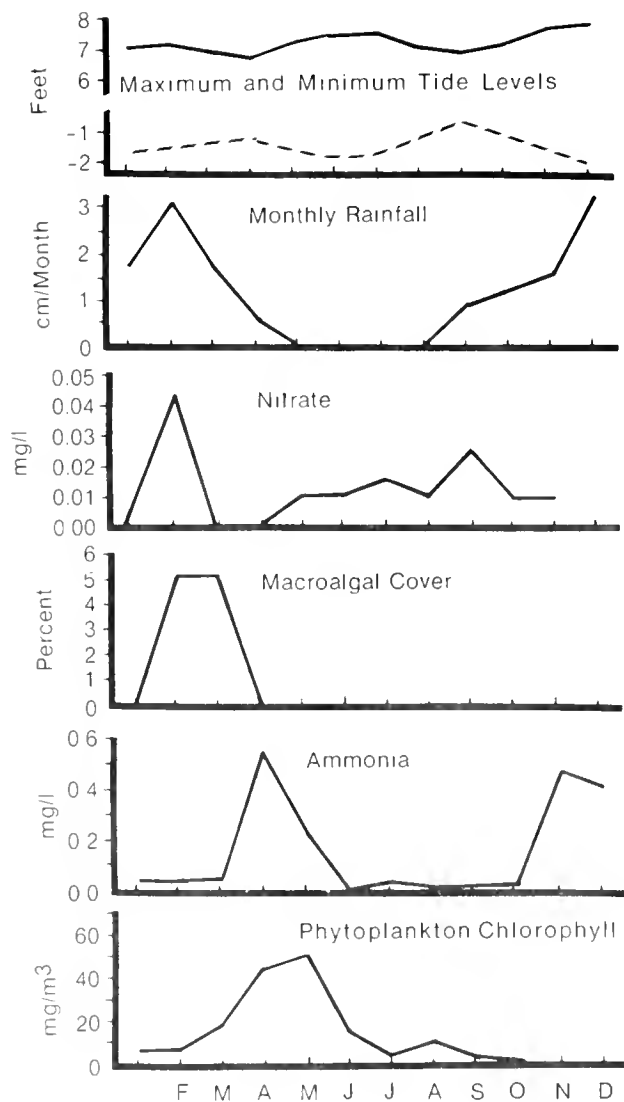 Feet
8
7
6
Maximum and Minimum Tide Levels
-1
-2
cm/Month
3
2
1
0
Monthly Rainfall
mg/l
0.05
0.04
0.03
0.02
0.01
0.00
Nitrate
Percent
6
5
4
3
2
1
0
Macroalgal Cover
mg/l
0 6
0 4
0 2
0 0
Ammonia
mg/m3
60
40
20
0
Phytoplankton Chlorophyll
F M A M J J A S O N D